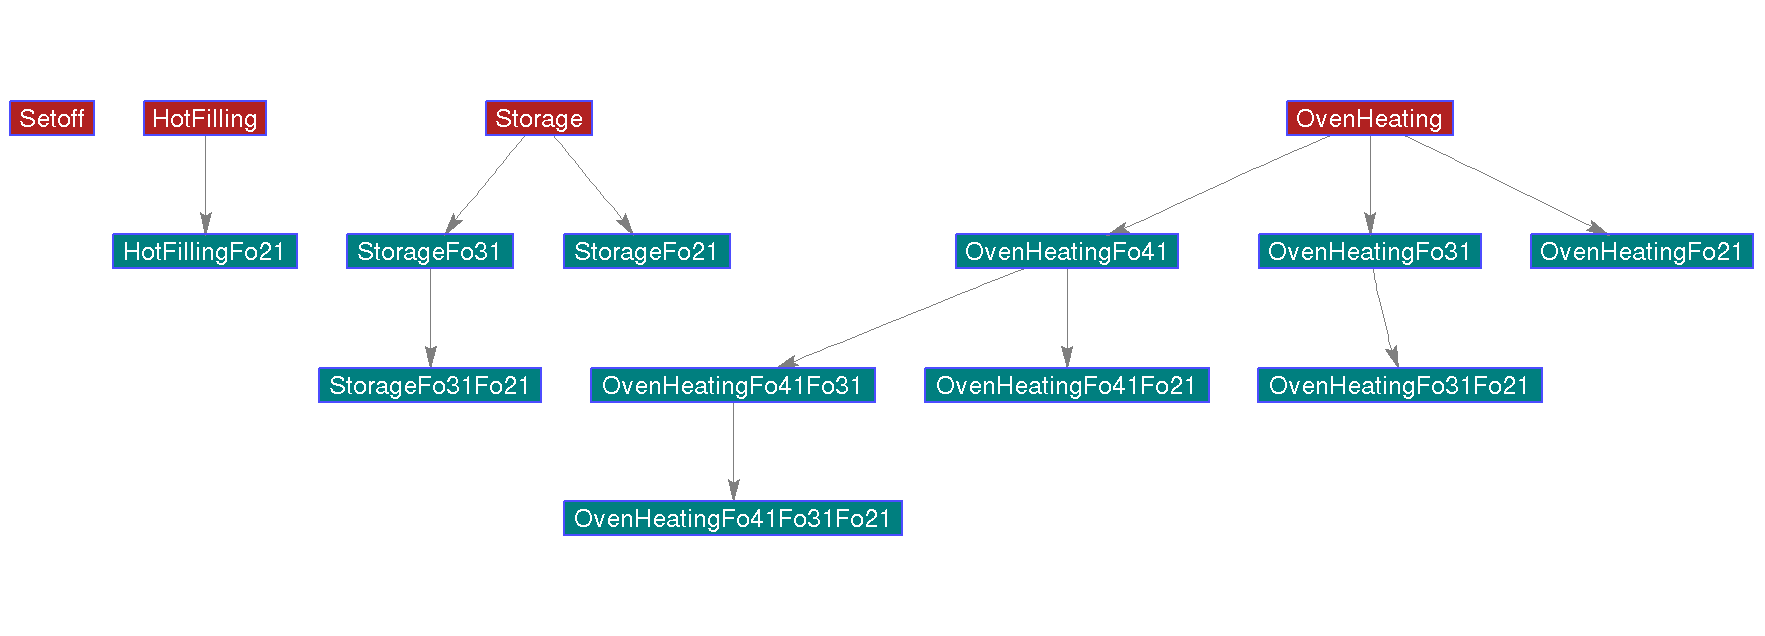 Setoff
HotFilling
Storage
OvenHeating
HotFillingFo21
StorageFo31
StorageFo21
OvenHeatingFo41
OvenHeatingFo31
OvenHeatingFo21
StorageFo31Fo21
OvenHeatingFo41Fo31
OvenHeatingFo41Fo21
OvenHeatingFo31Fo21
OvenHeatingFo41Fo31Fo21